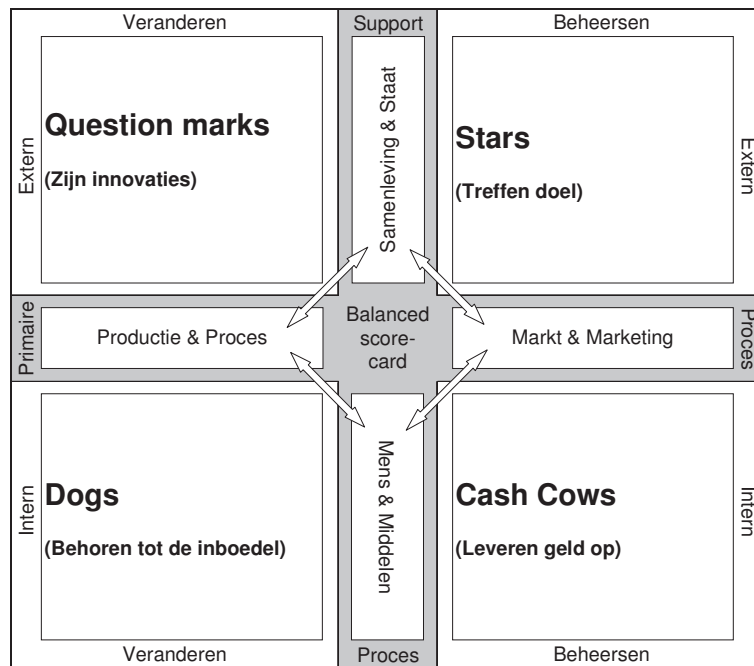 Veranderen
Support
Beheersen
Extern
Question marks
(Zijn innovaties)
Samenleving & Staat
Stars
(Treffen doel)
Extern
Primaire
Productie & Proces
Balanced
score-
card
Markt & Marketing
Proces
Intern
Dogs
(Behoren tot de inboedel)
Mens & Middelen
Cash Cows
(Leveren geld op)
Intern
Veranderen
Proces
Beheersen